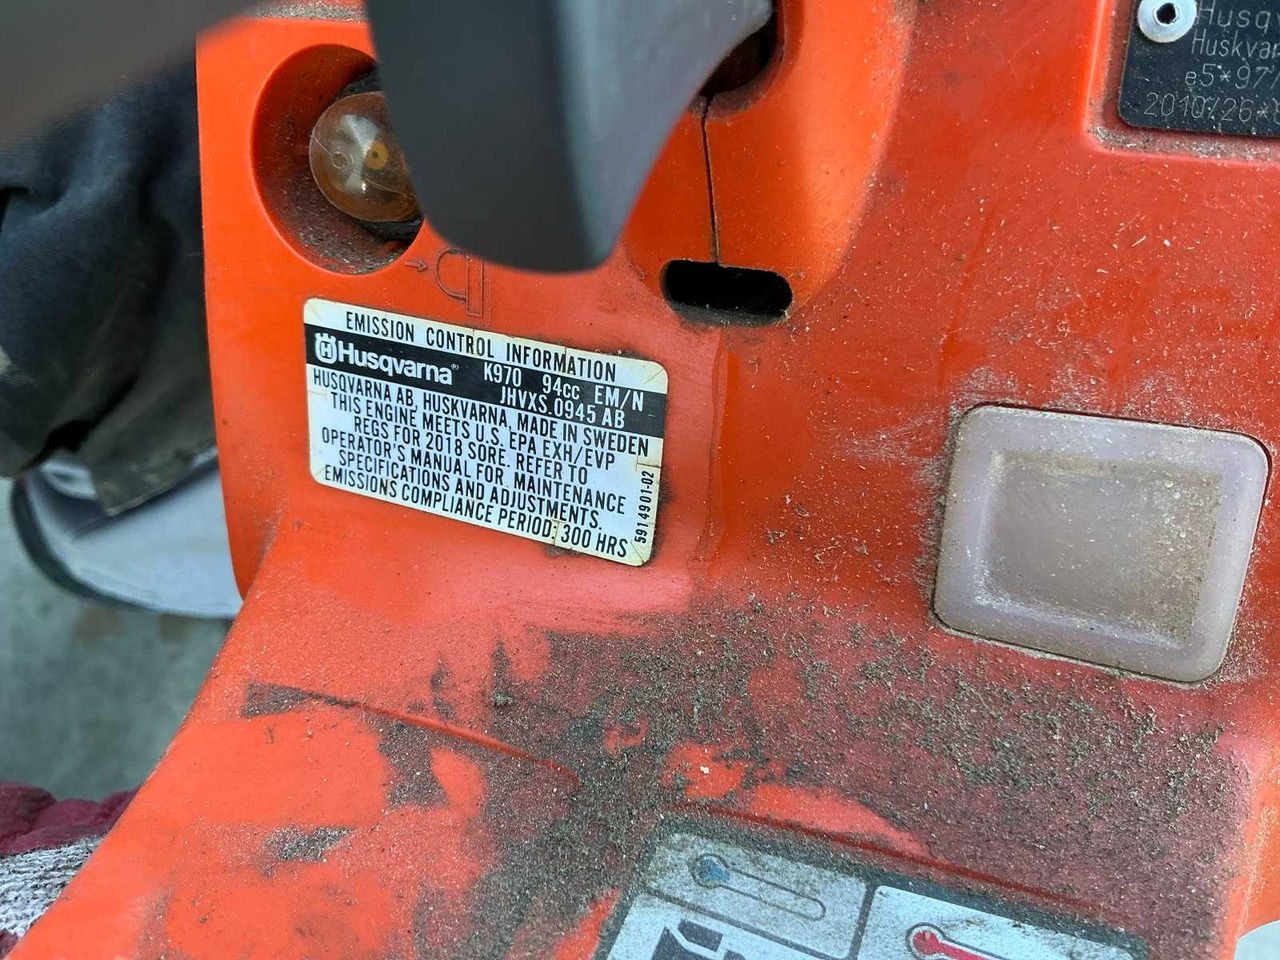 Husq
Huskvar
e5*97
2010/26*
EMISSION CONTROL INFORMATION
Husqvarna® K970 94cc EM/N
JHVXS.0945 AB
HUSQVARNA AB, HUSKVARNA, MADE IN SWEDEN
THIS ENGINE MEETS U.S. EPA EXH/EVP
REGS FOR 2018 SORE. REFER TO
OPERATOR'S MANUAL FOR MAINTENANCE
SPECIFICATIONS AND ADJUSTMENTS.
EMISSIONS COMPLIANCE PERIOD: 300 HRS
591 49 01-02